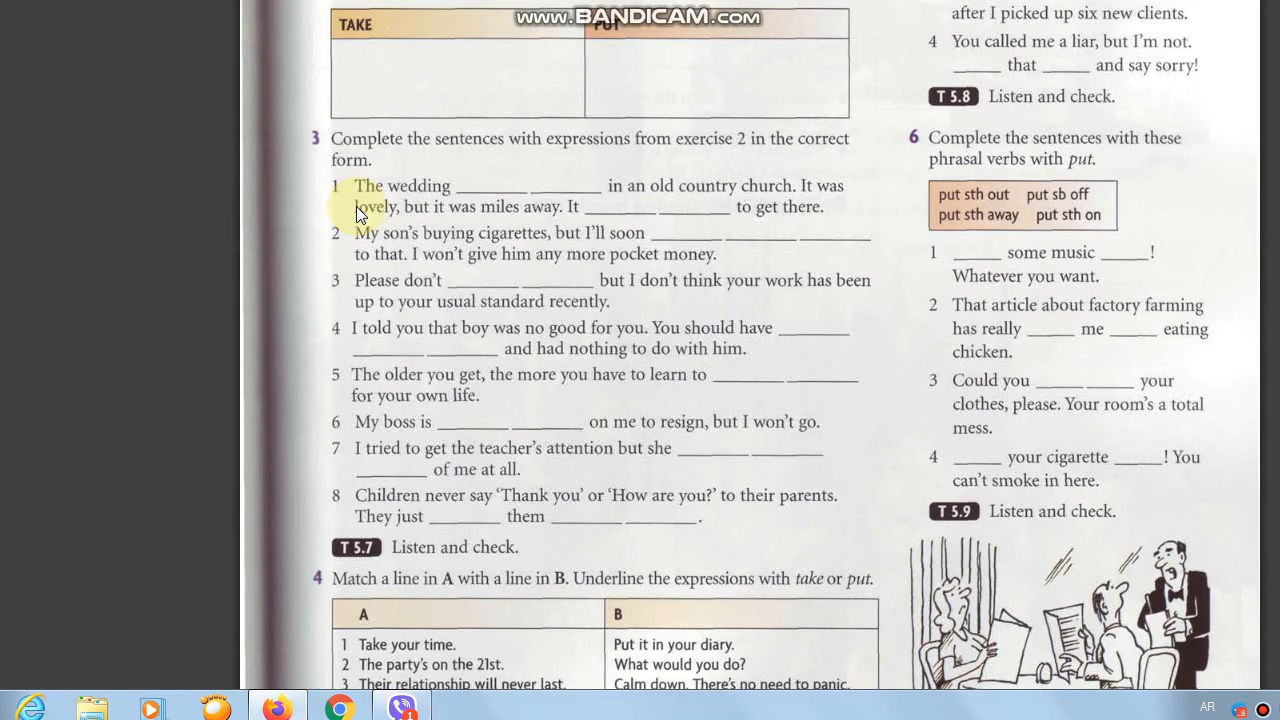 www.BANDICAM.com
TAKE
PUT
3 Complete the sentences with expressions from exercise 2 in the correct
form.
1 The wedding ________ ________ in an old country church. It was
lovely, but it was miles away. It ________ ________ to get there.
2 My son's buying cigarettes, but I'll soon ________ ________ ________
to that. I won't give him any more pocket money.
3 Please don't ________ ________ but I don't think your work has been
up to your usual standard recently.
4 I told you that boy was no good for you. You should have ________
________ ________ and had nothing to do with him.
5 The older you get, the more you have to learn to ________ ________
for your own life.
6 My boss is ________ ________ on me to resign, but I won't go.
7 I tried to get the teacher's attention but she ________ ________
________ of me at all.
8 Children never say 'Thank you' or 'How are you?' to their parents.
They just ________ them ________ ________.
T 5.7 Listen and check.
4 Match a line in A with a line in B. Underline the expressions with take or put.
A
B
1 Take your time.
Put it in your diary.
2 The party's on the 21st.
What would you do?
3 Their relationship will never last.
Calm down. There's no need to panic.
after I picked up six new clients.
4 You called me a liar, but I'm not.
_____ that _____ and say sorry!
T 5.8 Listen and check.
6 Complete the sentences with these
phrasal verbs with put.
put sth out put sb off
put sth away put sth on
1 _____ some music _____!
Whatever you want.
2 That article about factory farming
has really _____ me _____ eating
chicken.
3 Could you _____ _____ your
clothes, please. Your room's a total
mess.
4 _____ your cigarette _____! You
can't smoke in here.
T 5.9 Listen and check.
1
AR
8